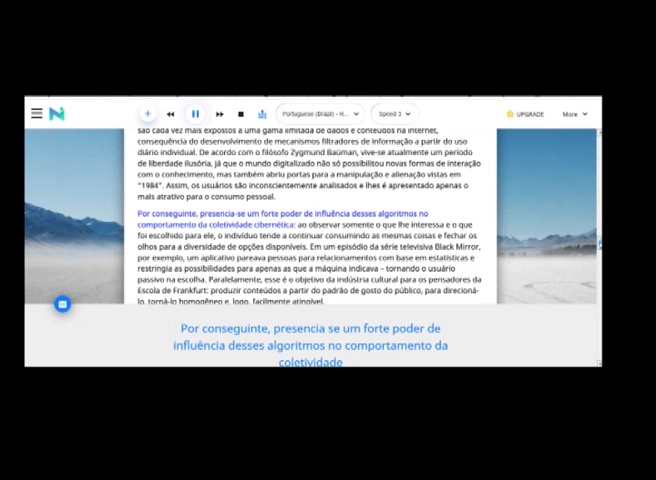 Portuguese (Brazil) - R...
Speed 3
UPGRADE
More
são cada vez mais expostos a uma gama limitada de dados e conteúdos na internet,
consequência do desenvolvimento de mecanismos filtradores de informação a partir do uso
diário individual. De acordo com o filósofo Zygmund Baüman, vive-se atualmente um período
de liberdade ilusória, já que o mundo digitalizado não só possibilitou novas formas de interação
com o conhecimento, mas também abriu portas para a manipulação e alienação vistas em
"1984". Assim, os usuários são inconscientemente analisados e lhes é apresentado apenas o
mais atrativo para o consumo pessoal.
Por conseguinte, presencia-se um forte poder de influência desses algoritmos no
comportamento da coletividade cibernética: ao observar somente o que lhe interessa e o que
foi escolhido para ele, o indivíduo tende a continuar consumindo as mesmas coisas e fechar os
olhos para a diversidade de opções disponíveis. Em um episódio da série televisiva Black Mirror,
por exemplo, um aplicativo pareava pessoas para relacionamentos com base em estatísticas e
restringia as possibilidades para apenas as que a máquina indicava – tornando o usuário
passivo na escolha. Paralelamente, esse é o objetivo da indústria cultural para os pensadores da
Escola de Frankfurt: produzir conteúdos a partir do padrão de gosto do público, para direcioná-
lo, torná-lo homogêneo e, logo, facilmente atingível.
Por conseguinte, presencia se um forte poder de
influência desses algoritmos no comportamento da
coletividade